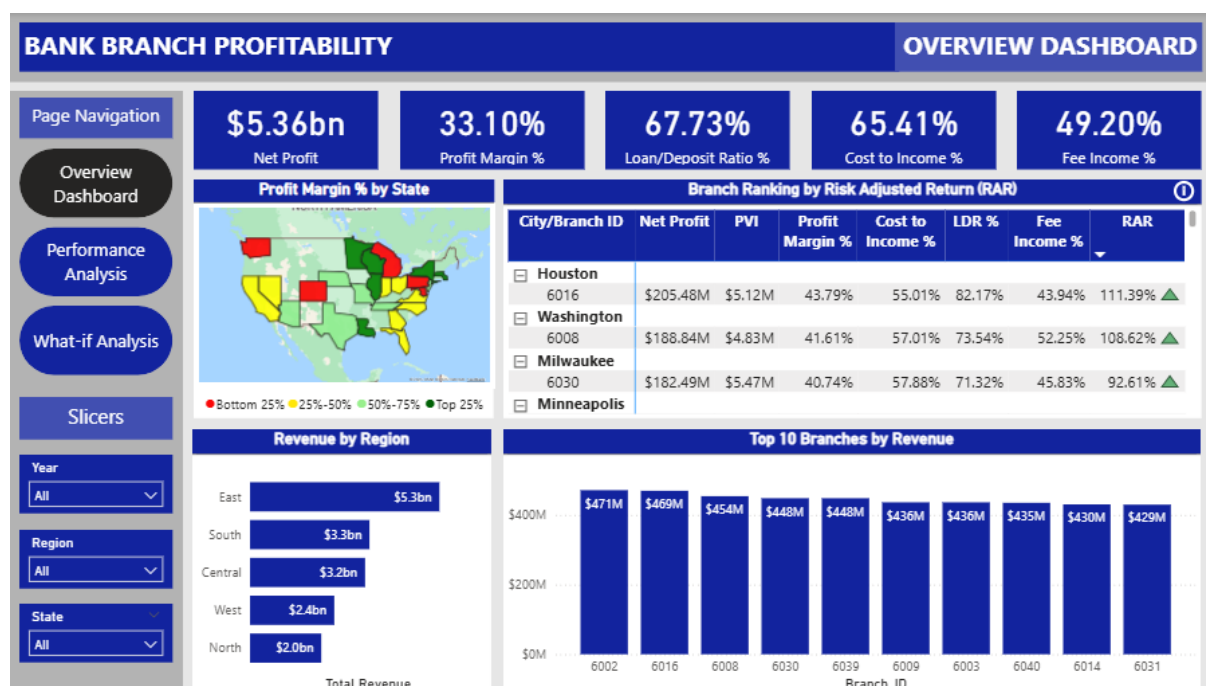 BANK BRANCH PROFITABILITY
OVERVIEW DASHBOARD
Page Navigation
Overview
Dashboard
Performance
Analysis
What-if Analysis
Slicers
Year
All
Region
All
State
All
$5.36bn
Net Profit
33.10%
Profit Margin %
67.73%
Loan/Deposit Ratio %
65.41%
Cost to Income %
49.20%
Fee Income %
Profit Margin % by State
NORTH AMERICA
Bottom 25% 25%-50% 50%-75% Top 25%
Branch Ranking by Risk Adjusted Return (RAR)
City/Branch ID Net Profit PVI Profit Margin % Cost to Income % LDR % Fee Income % RAR
Houston
6016 $205.48M $5.12M 43.79% 55.01% 82.17% 43.94% 111.39%
Washington
6008 $188.84M $4.83M 41.61% 57.01% 73.54% 52.25% 108.62%
Milwaukee
6030 $182.49M $5.47M 40.74% 57.88% 71.32% 45.83% 92.61%
Minneapolis
Revenue by Region
East $5.3bn
South $3.3bn
Central $3.2bn
West $2.4bn
North $2.0bn
Total Revenue
Top 10 Branches by Revenue
$400M
$200M
$0M
$471M $469M $454M $448M $448M $436M $436M $435M $430M $429M
6002 6016 6008 6030 6039 6009 6003 6040 6014 6031
Branch_ID